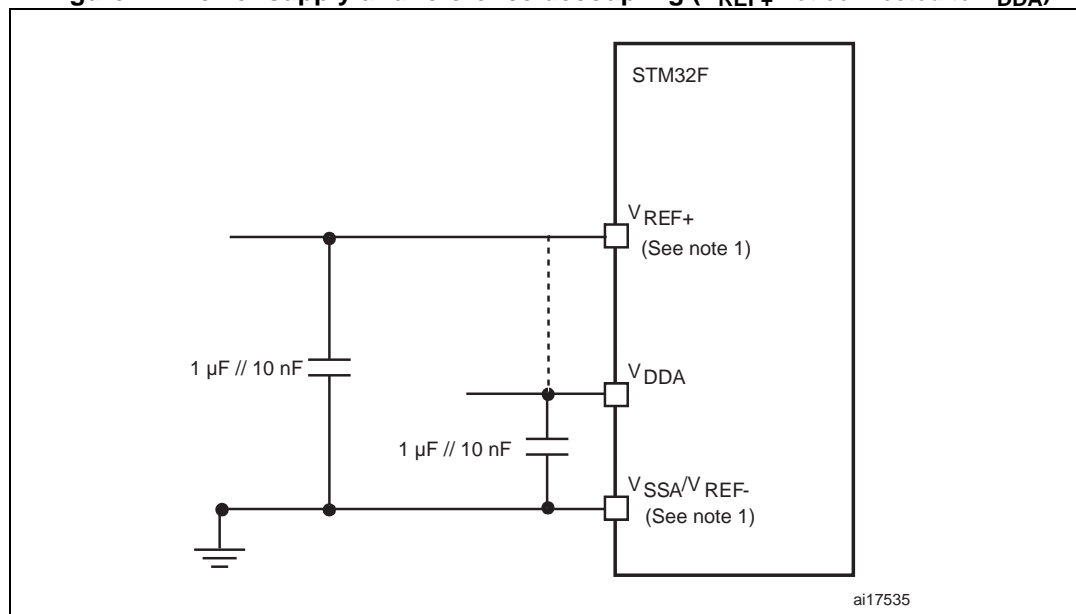 STM32F
VREF+
(See note 1)
1 µF // 10 nF
VDDA
1 µF // 10 nF
VSSA/VREF-
(See note 1)
ai17535